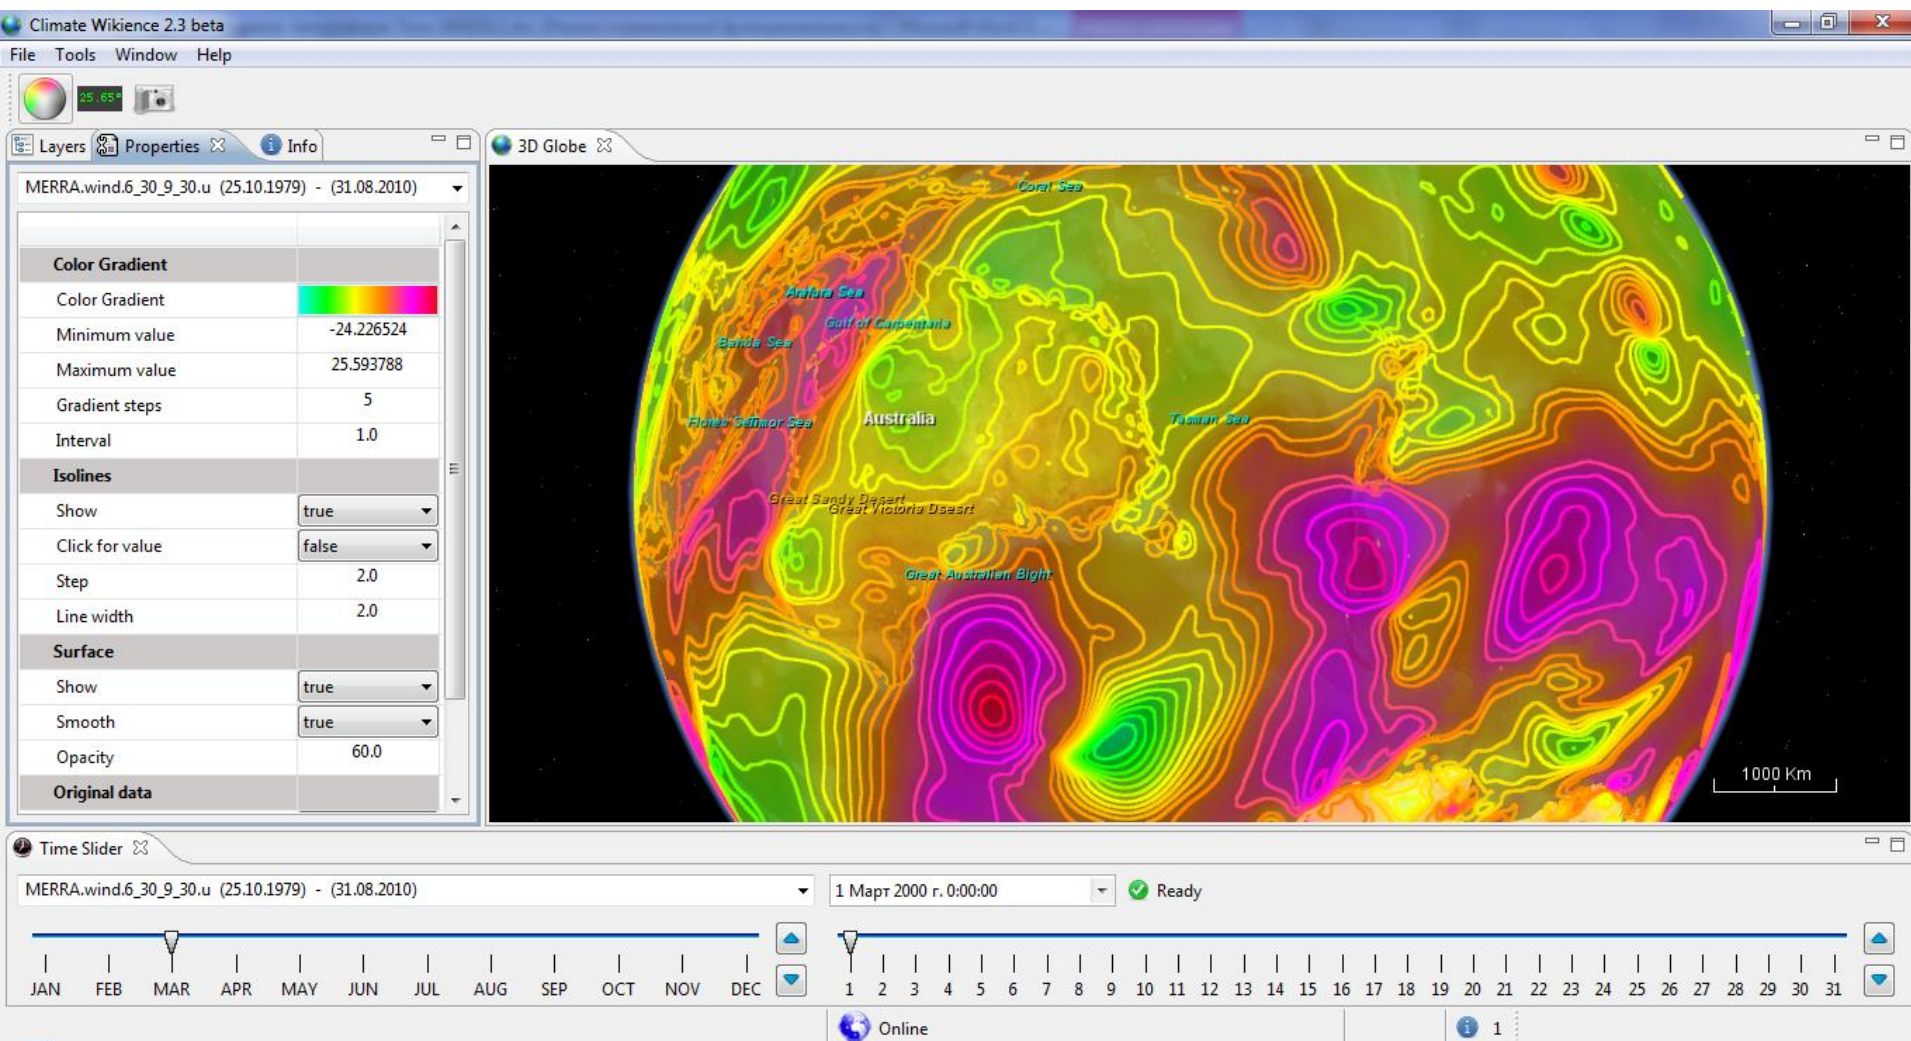 Climate Wikience 2.3 beta
File Tools Window Help
25.65°
Layers Properties Info
3D Globe
MERRA.wind.6_30_9_30.u (25.10.1979) - (31.08.2010)
Color Gradient
Color Gradient
Minimum value -24.226524
Maximum value 25.593788
Gradient steps 5
Interval 1.0
Isolines
Show true
Click for value false
Step 2.0
Line width 2.0
Surface
Show true
Smooth true
Opacity 60.0
Original data
Coral Sea
Arafura Sea
Gulf of Carpentaria
Banda Sea
Australia
Tasman Sea
Flores Sea
Timor Sea
Great Sandy Desert
Great Victoria Dsesrt
Great Australian Bight
1000 Km
Time Slider
MERRA.wind.6_30_9_30.u (25.10.1979) - (31.08.2010)
1 Март 2000 г. 0:00:00
Ready
JAN FEB MAR APR MAY JUN JUL AUG SEP OCT NOV DEC
1 2 3 4 5 6 7 8 9 10 11 12 13 14 15 16 17 18 19 20 21 22 23 24 25 26 27 28 29 30 31
Online
1